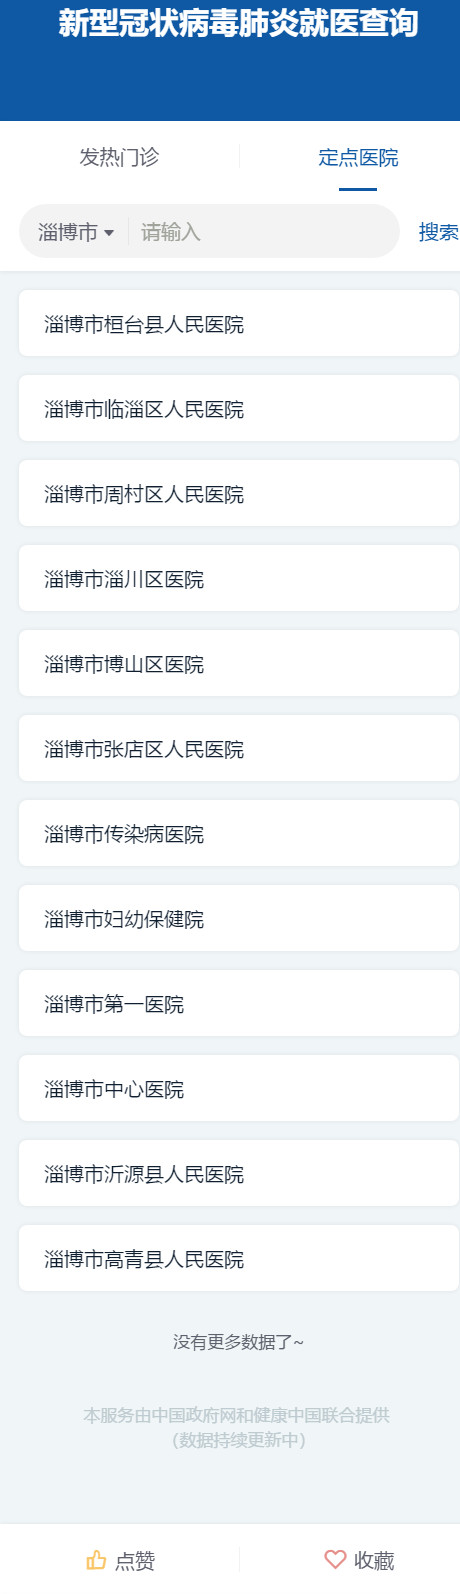 新型冠状病毒肺炎就医查询
发热门诊
定点医院
淄博市 请输入 搜索
淄博市桓台县人民医院
淄博市临淄区人民医院
淄博市周村区人民医院
淄博市淄川区医院
淄博市博山区医院
淄博市张店区人民医院
淄博市传染病医院
淄博市妇幼保健院
淄博市第一医院
淄博市中心医院
淄博市沂源县人民医院
淄博市高青县人民医院
没有更多数据了~
本服务由中国政府网和健康中国联合提供
（数据持续更新中）
点赞
收藏